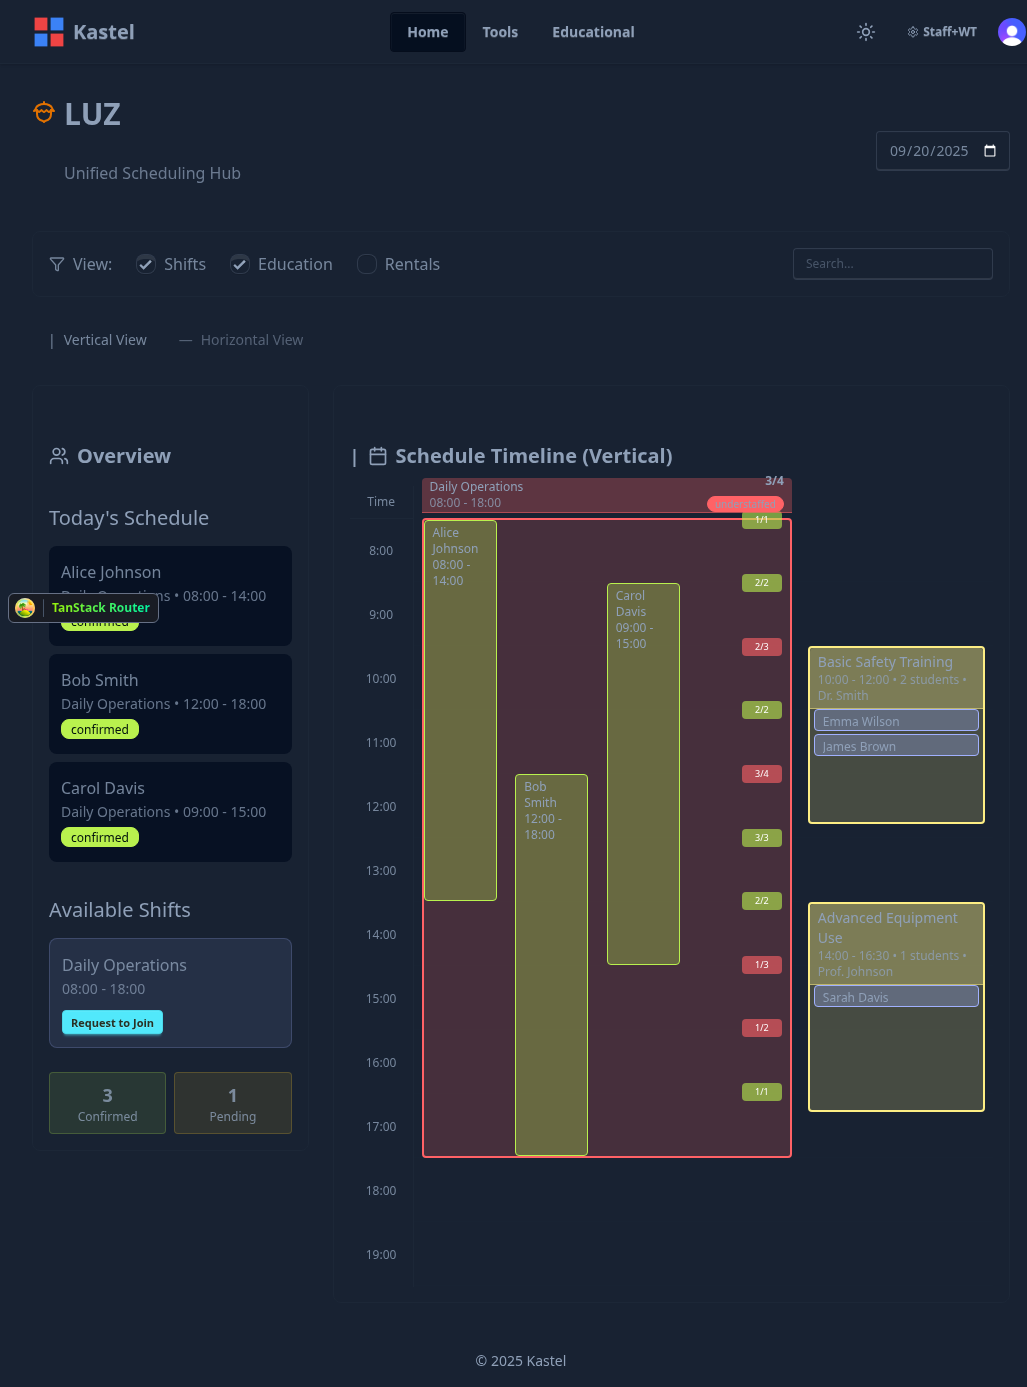 Kastel
Home
Tools
Educational
Staff+WT
LUZ
Unified Scheduling Hub
09/20/2025
View:
Shifts
Education
Rentals
Search...
| Vertical View
— Horizontal View
Overview
Today's Schedule
Alice Johnson
Daily Operations • 08:00 - 14:00
confirmed
TanStack Router
Bob Smith
Daily Operations • 12:00 - 18:00
confirmed
Carol Davis
Daily Operations • 09:00 - 15:00
confirmed
Available Shifts
Daily Operations
08:00 - 18:00
Request to Join
3
Confirmed
1
Pending
| Schedule Timeline (Vertical)
Time
Daily Operations
08:00 - 18:00
3/4
understaffed
8:00
9:00
10:00
11:00
12:00
13:00
14:00
15:00
16:00
17:00
18:00
19:00
Alice
Johnson
08:00 -
14:00
Bob
Smith
12:00 -
18:00
Carol
Davis
09:00 -
15:00
1/1
2/2
2/3
2/2
3/4
3/3
2/2
1/3
1/2
1/1
Basic Safety Training
10:00 - 12:00 • 2 students •
Dr. Smith
Emma Wilson
James Brown
Advanced Equipment
Use
14:00 - 16:30 • 1 students •
Prof. Johnson
Sarah Davis
© 2025 Kastel